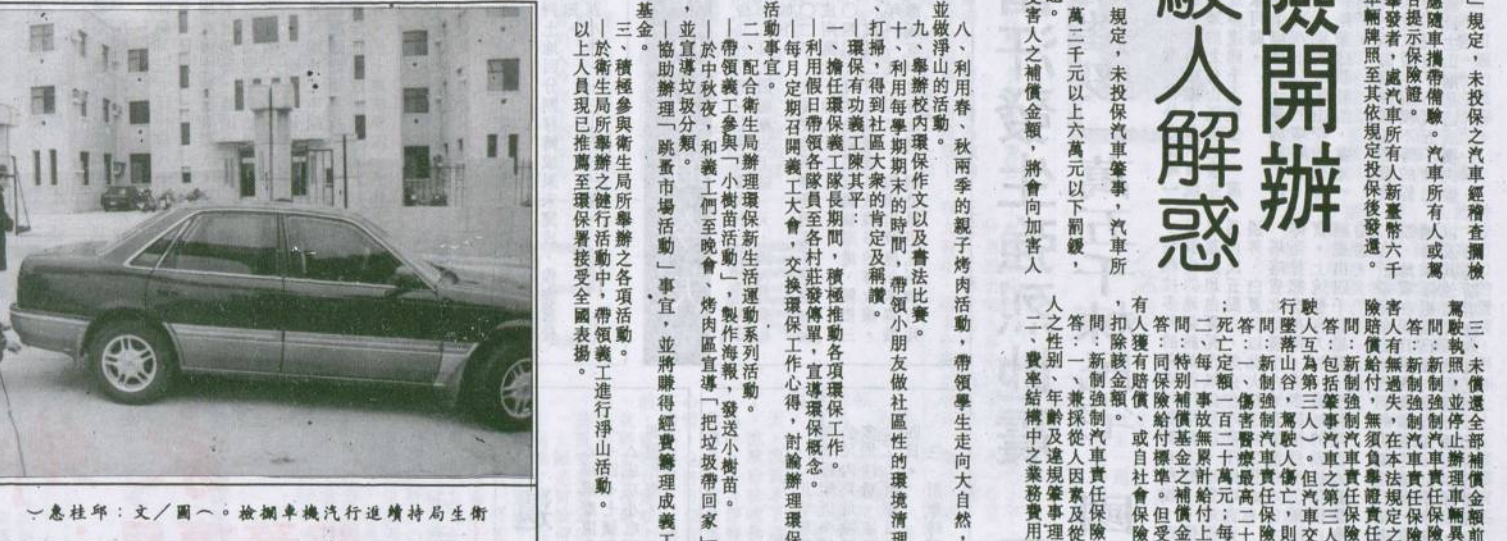 」規定，未投保之汽車經稽查攔檢
應隨車攜帶備驗。汽車所有人或駕
提示保險證。
舉發者，處汽車所有人新臺幣六千
車輛牌照至其依規定投保後發還。
險開辦
駛人解惑
規定，未投保汽車肇事，汽車所
萬二千元以上六萬元以下罰鍰，
受害人之補償金額，將會向加害人
三、未償還全部補償金額前
駕駛執照，並停止辦理車輛異
問：新制強制汽車責任保險
答：新制強制汽車責任保險
害人有無過失，在本法規定之
險賠償給付，無須負舉證責任
問：新制強制汽車責任保險
答：包括肇事汽車之第三人
駛人互為第三人）。但汽車交
行墜落山谷，駕駛人傷亡，則
問：新制強制汽車責任保險
答：一、傷害醫療最高二十
；死亡定額一百二十萬元；每
二、每一事故無累計給付上
問：特別補償基金之補償金
答：同保險給付標準。但受
有人獲有賠償、或自社會保險
，扣除該金額。
問：新制強制汽車責任保險
答：一、兼採從人因素及從
人之性別、年齡及違規肇事理
二、費率結構中之業務費用
八、利用春、秋兩季的親子烤肉活動，帶領學生走向大自然，
並做淨山的活動。
九、舉辦校內環保作文以及書法比賽。
十、利用每學期期末的時間，帶領小朋友做社區性的環境清理
、打掃，得到社區大衆的肯定及稱讚。
─環保有功義工陳其平：
一、擔任環保義工隊長期間，積極推動各項環保工作。
─利用假日帶領各隊員至各村莊發傳單，宣導環保概念。
─每月定期召開義工大會，交換環保工作心得，討論辦理環保
活動事宜。
二、配合衛生局辦理環保新生活運動系列活動。
─帶領義工參與「小樹苗活動」，製作海報，發送小樹苗。
─於中秋夜，和義工們至晚會、烤肉區宣導「把垃圾帶回家」
，並宣導垃圾分類。
─協助辦理「跳蚤市場活動」事宜，並將賺得經費籌理成義工
基金。
三、積極參與衛生局所舉辦之各項活動。
─於衛生局所舉辦之健行活動中，帶領義工進行淨山活動。
以上人員現已推薦至環保署接受全國表揚。
衛生局持續進行汽機車攔檢。（圖／文：邱桂惠）